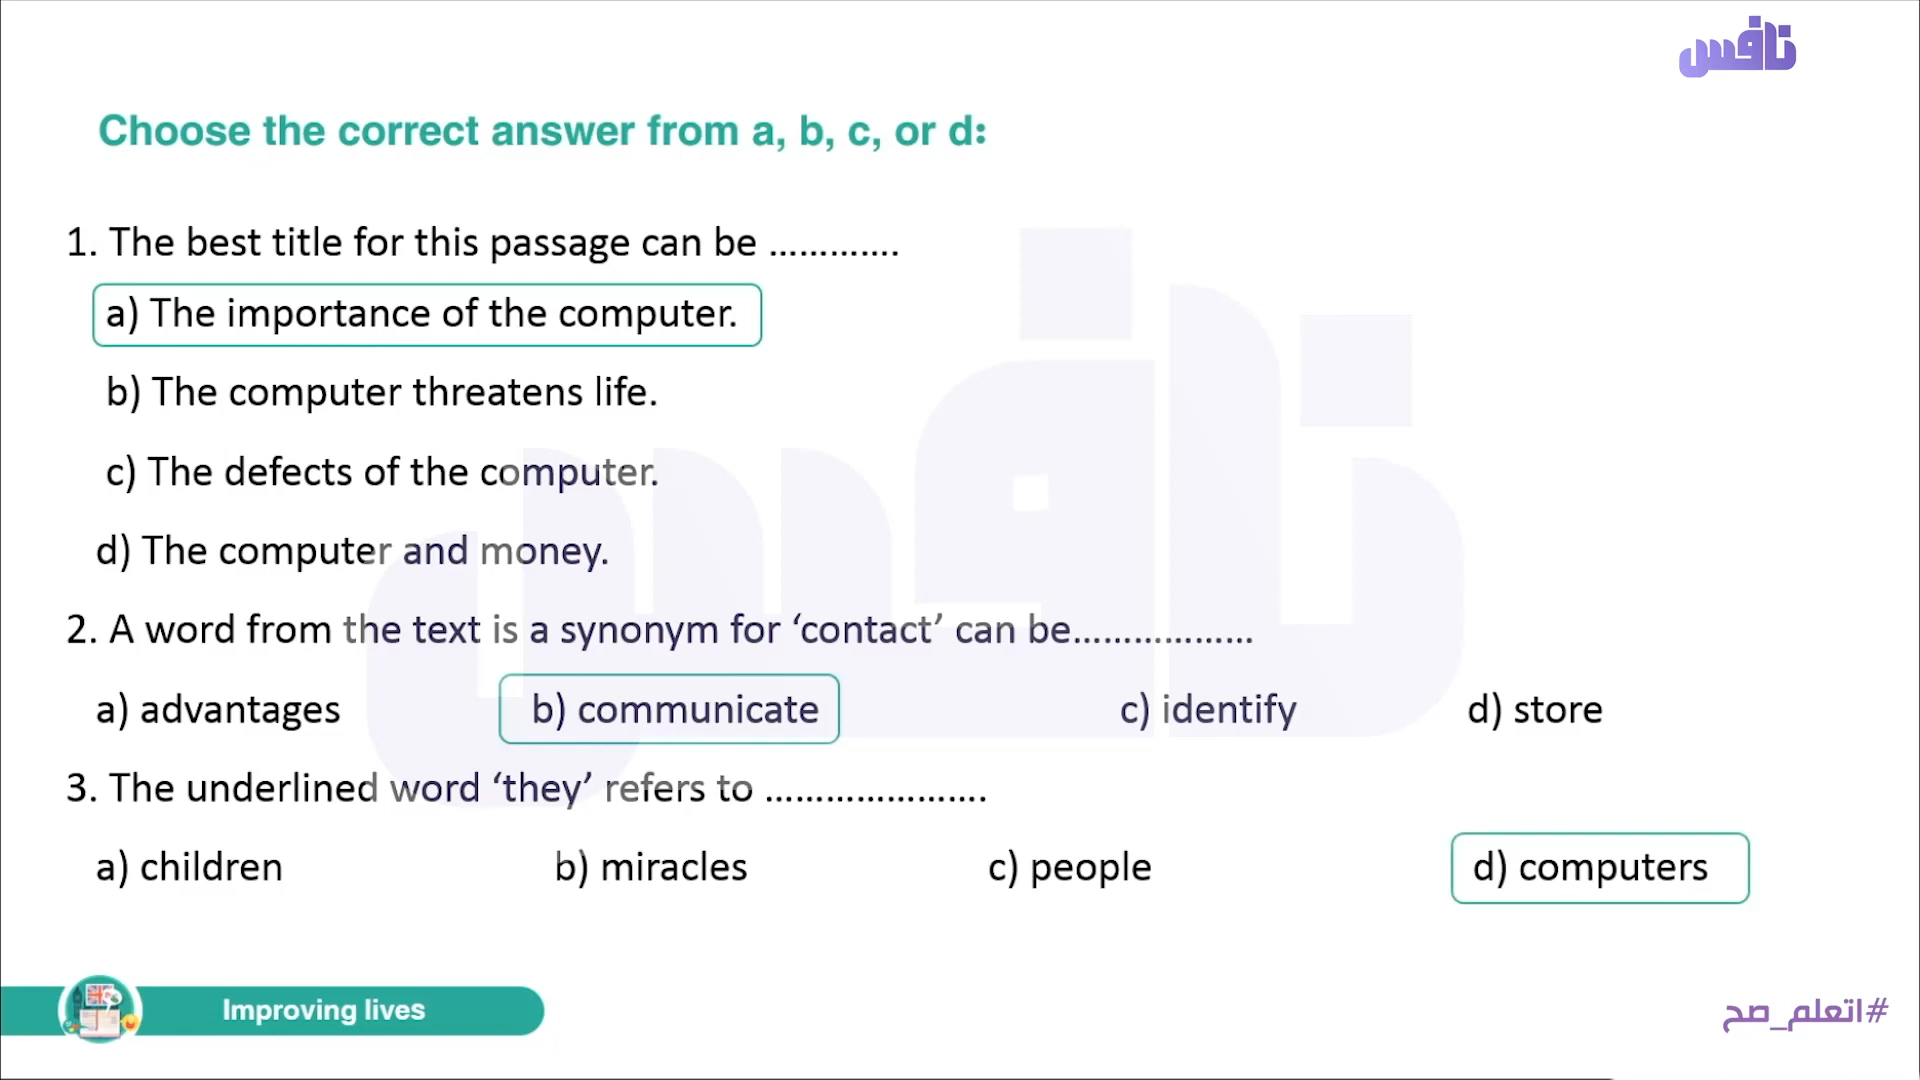 نافس
Choose the correct answer from a, b, c, or d:
1. The best title for this passage can be .............
a) The importance of the computer.
b) The computer threatens life.
c) The defects of the computer.
d) The computer and money.
2. A word from the text is a synonym for ‘contact’ can be..................
a) advantages b) communicate c) identify d) store
3. The underlined word ‘they’ refers to ......................
a) children b) miracles c) people d) computers
Improving lives
#اتعلم_صح